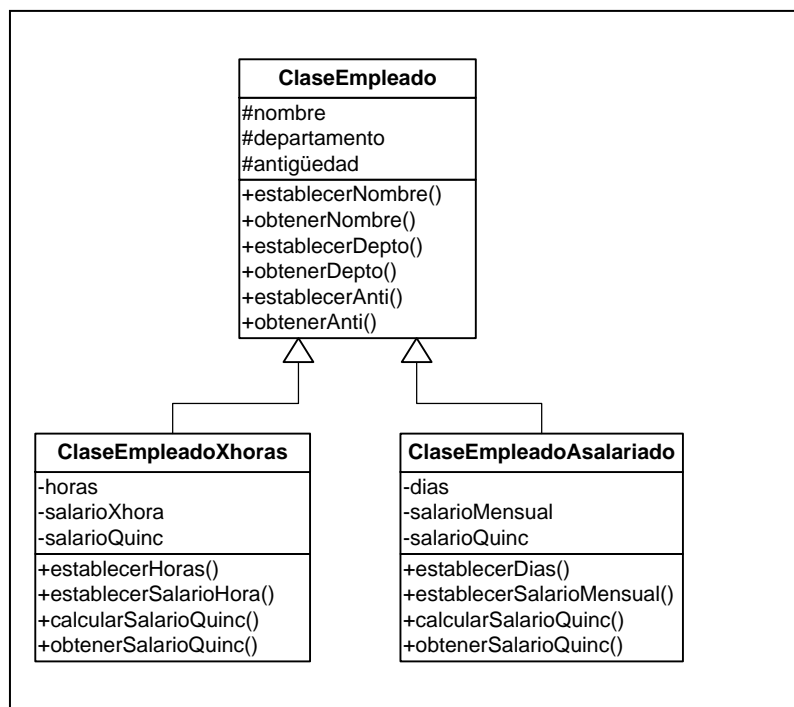 ClaseEmpleado
#nombre
#departamento
#antigüedad
+establecerNombre()
+obtenerNombre()
+establecerDepto()
+obtenerDepto()
+establecerAnti()
+obtenerAnti()
ClaseEmpleadoXhoras
-horas
-salarioXhora
-salarioQuinc
+establecerHoras()
+establecerSalarioHora()
+calcularSalarioQuinc()
+obtenerSalarioQuinc()
ClaseEmpleadoAsalariado
-dias
-salarioMensual
-salarioQuinc
+establecerDias()
+establecerSalarioMensual()
+calcularSalarioQuinc()
+obtenerSalarioQuinc()